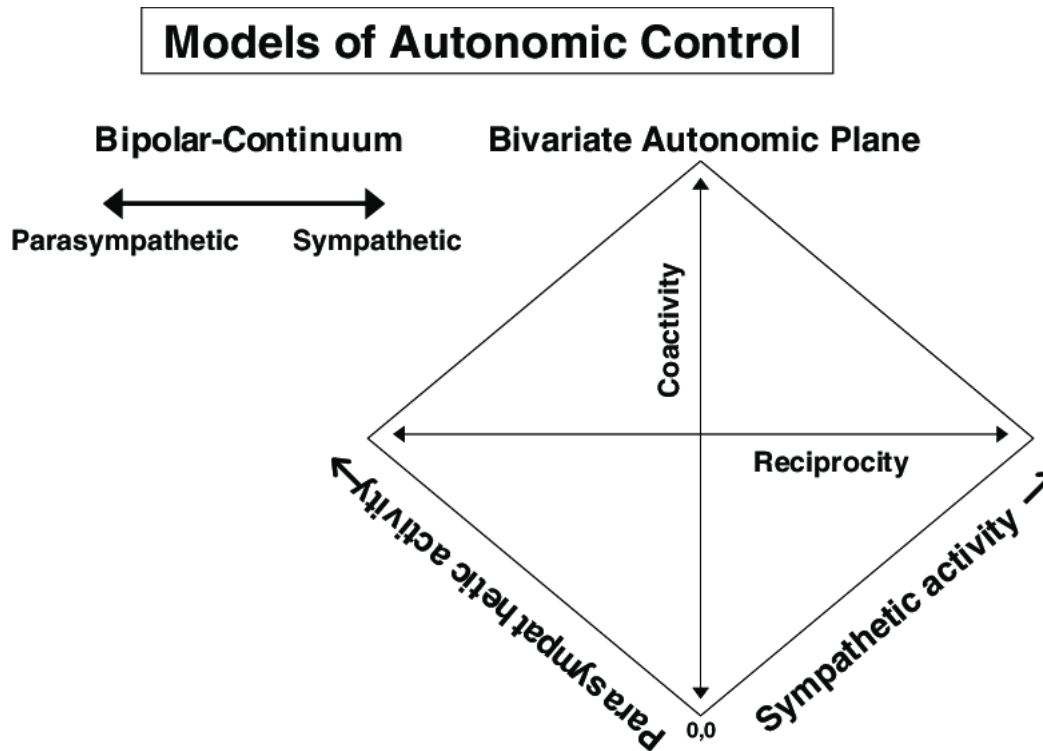 Models of Autonomic Control
Bipolar-Continuum
Parasympathetic
Sympathetic
Bivariate Autonomic Plane
Coactivity
Reciprocity
Parasympathetic activity
Sympathetic activity
0,0